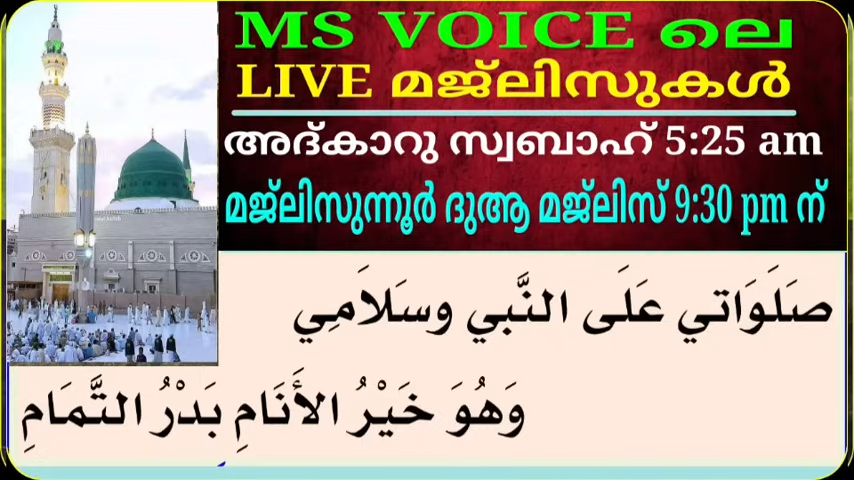 MS VOICE ലെ
LIVE മജ്ലിസുകൾ
അദ്കാറു സ്വബാഹ് 5:25 am
മജ്ലിസുന്നൂർ ദുആ മജ്ലിസ് 9:30 pm ന്
صَلَوَاتي عَلَى النَّبي وسَلاَمِي
وَهُوَ خَيْرُ الأَنَامِ بَدْرُ التَّمَامِ